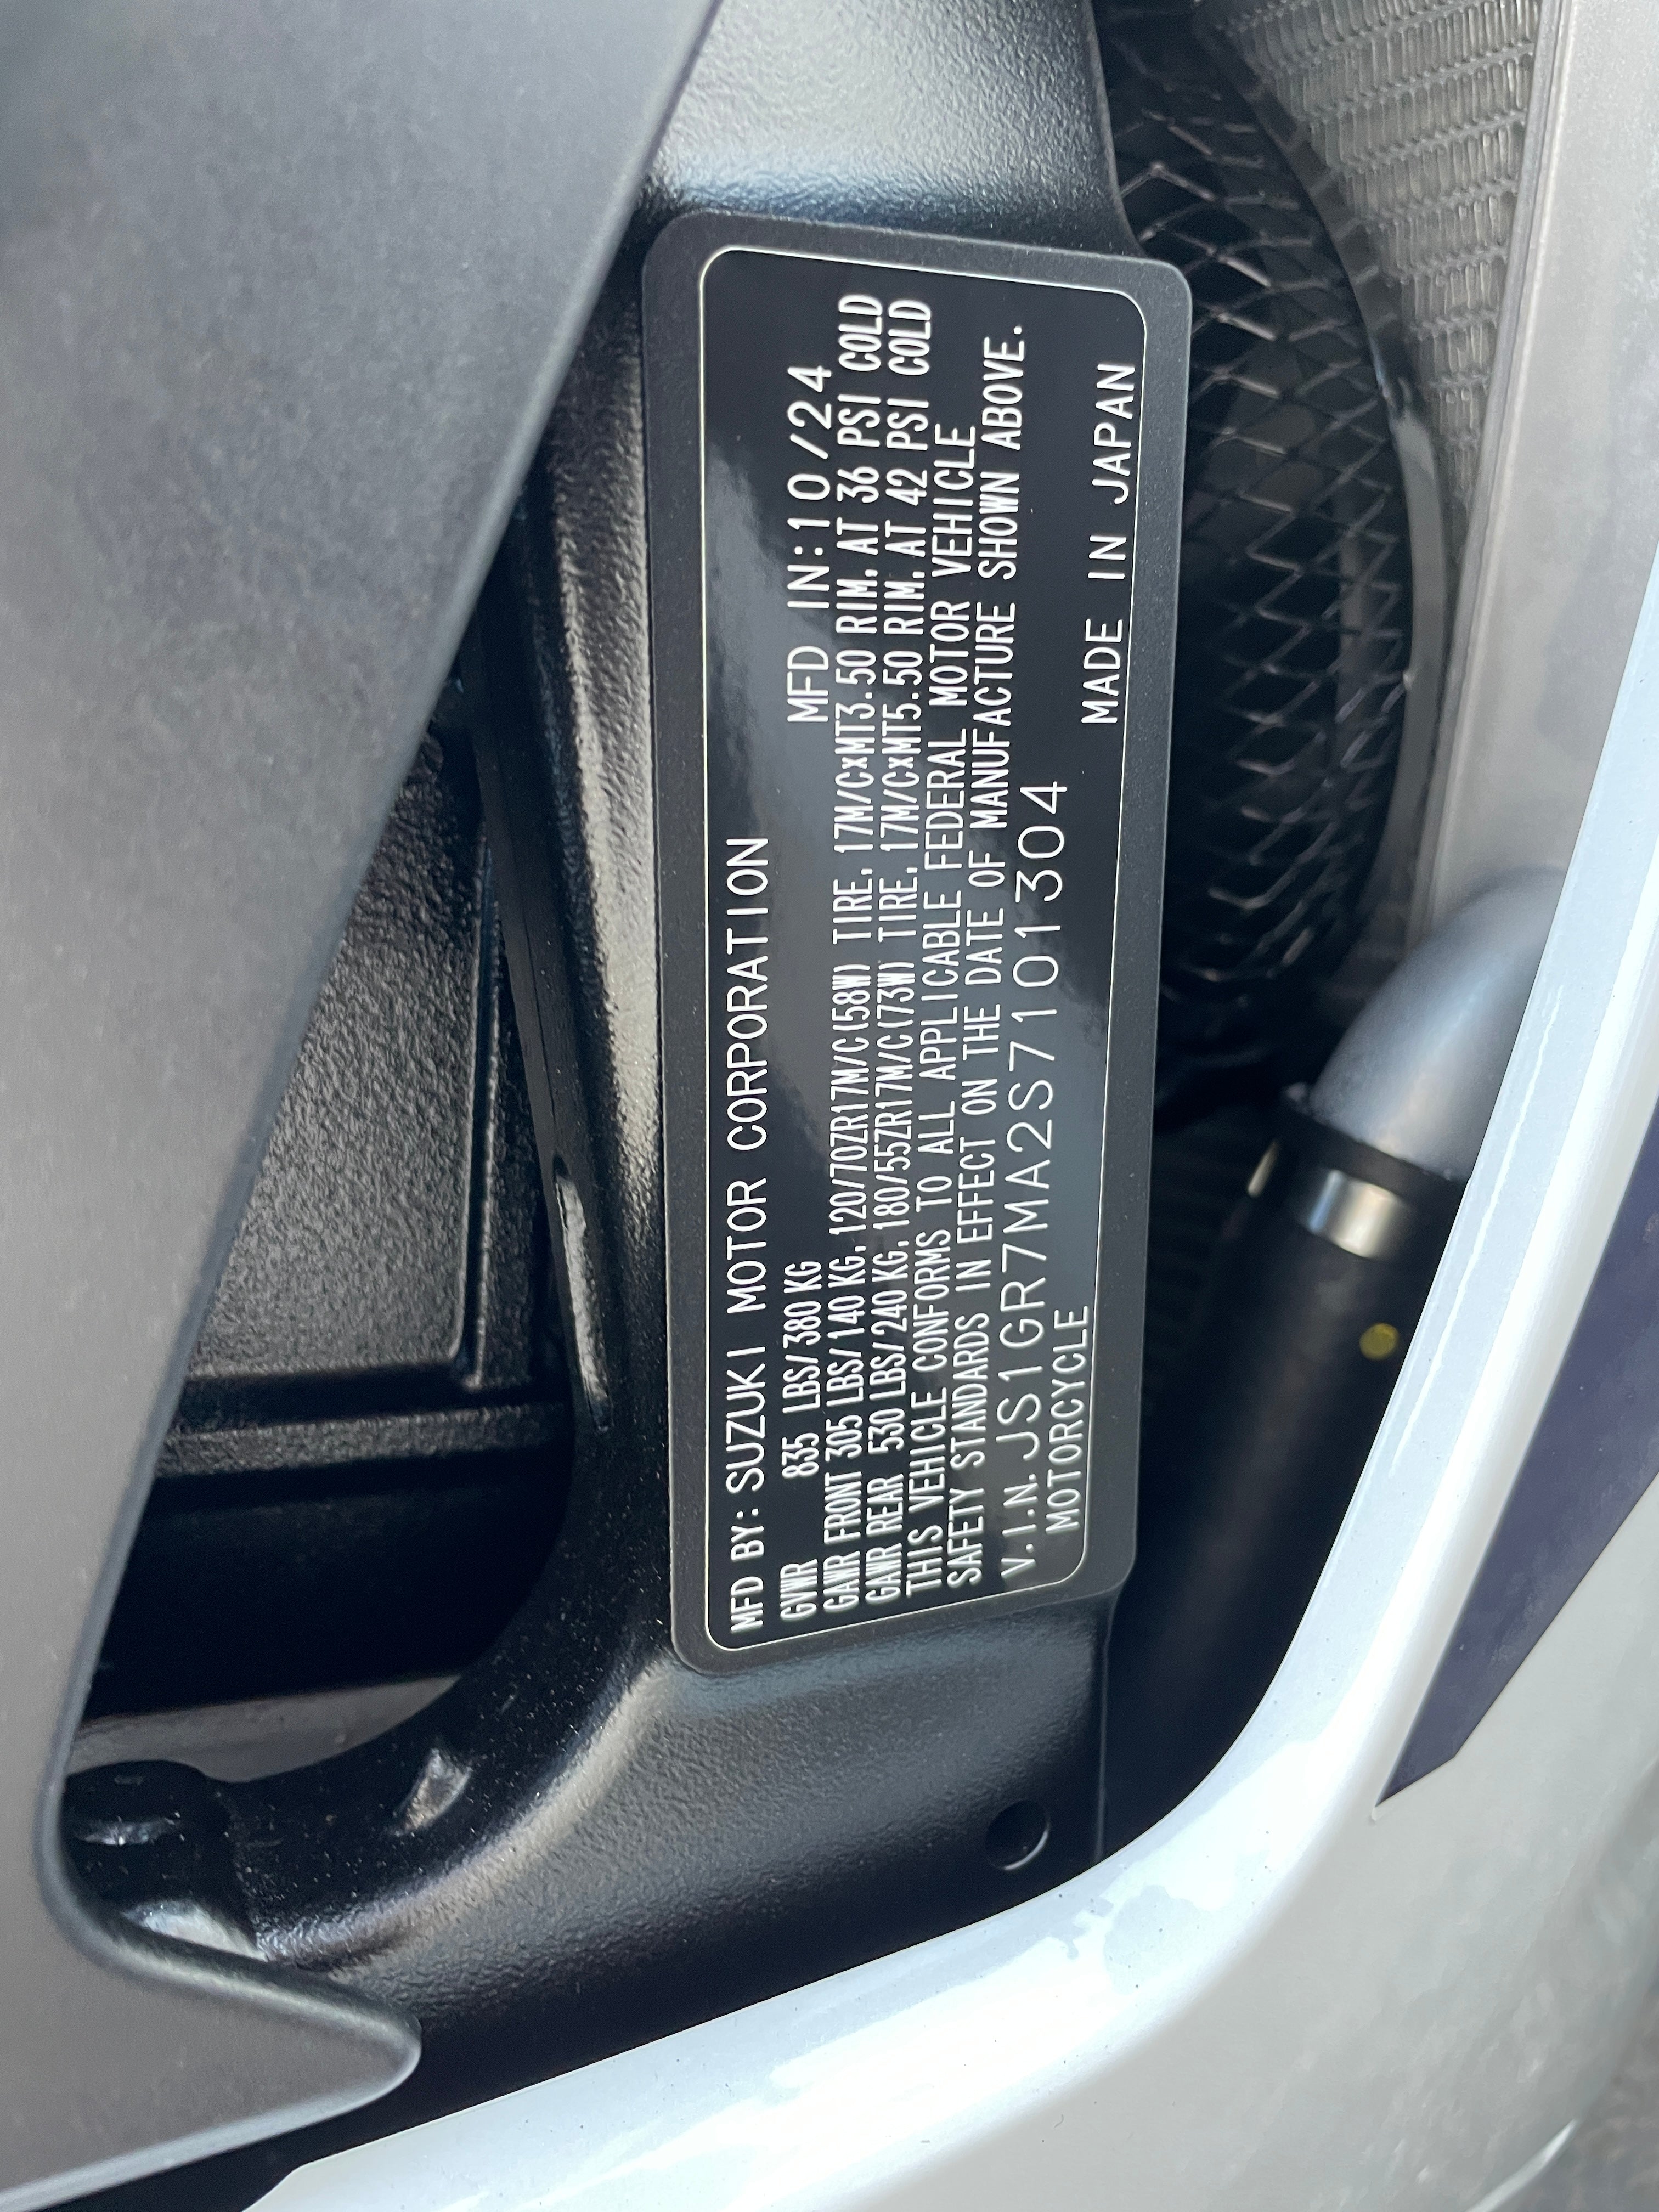 MFD BY: SUZUKI MOTOR CORPORATION
GVWR 835 LBS/380 KG MFD IN: 10/24
GAWR FRONT 305 LBS/140 KG. 120/70ZR17M/C(58W) TIRE. 17M/CxMT3.50 RIM. AT 36 PSI COLD
GAWR REAR 530 LBS/240 KG. 180/55ZR17M/C(73W) TIRE. 17M/CxMT5.50 RIM. AT 42 PSI COLD
THIS VEHICLE CONFORMS TO ALL APPLICABLE FEDERAL MOTOR VEHICLE
SAFETY STANDARDS IN EFFECT ON THE DATE OF MANUFACTURE SHOWN ABOVE.
V.I.N. JS1GR7MA2S7101304
MOTORCYCLE MADE IN JAPAN